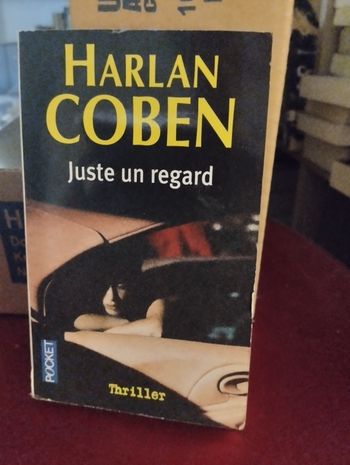 HARLAN
COBEN
Juste un regard
POCKET
Thriller